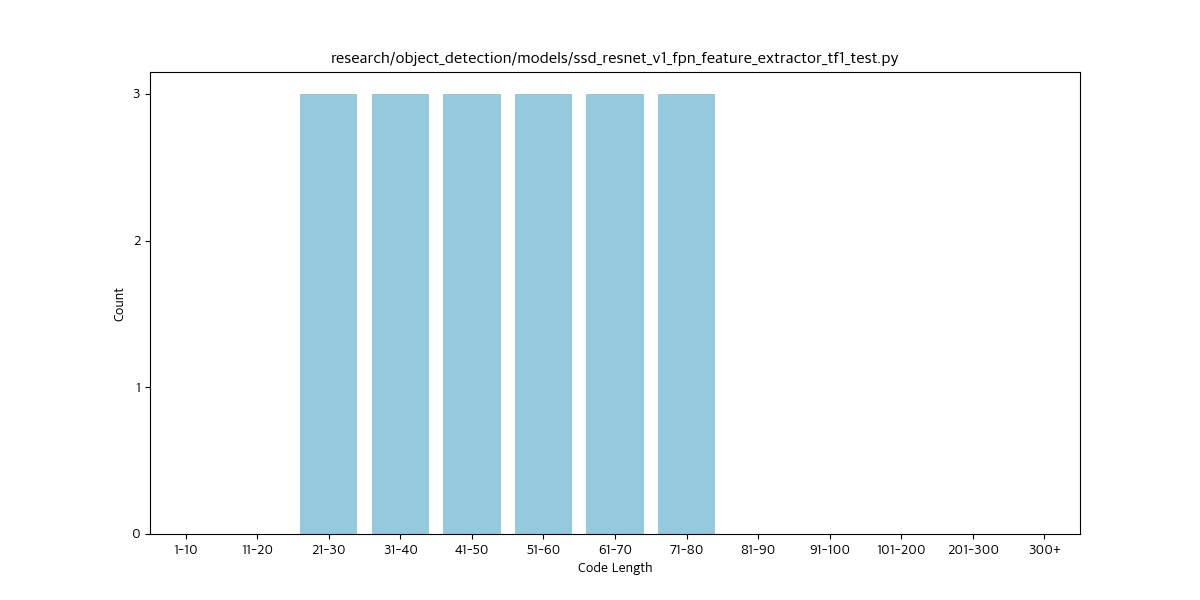 research/object_detection/models/ssd_resnet_v1_fpn_feature_extractor_tf1_test.py
3
2
1
0
Count
1-10 11-20 21-30 31-40 41-50 51-60 61-70 71-80 81-90 91-100 101-200 201-300 300+
Code Length